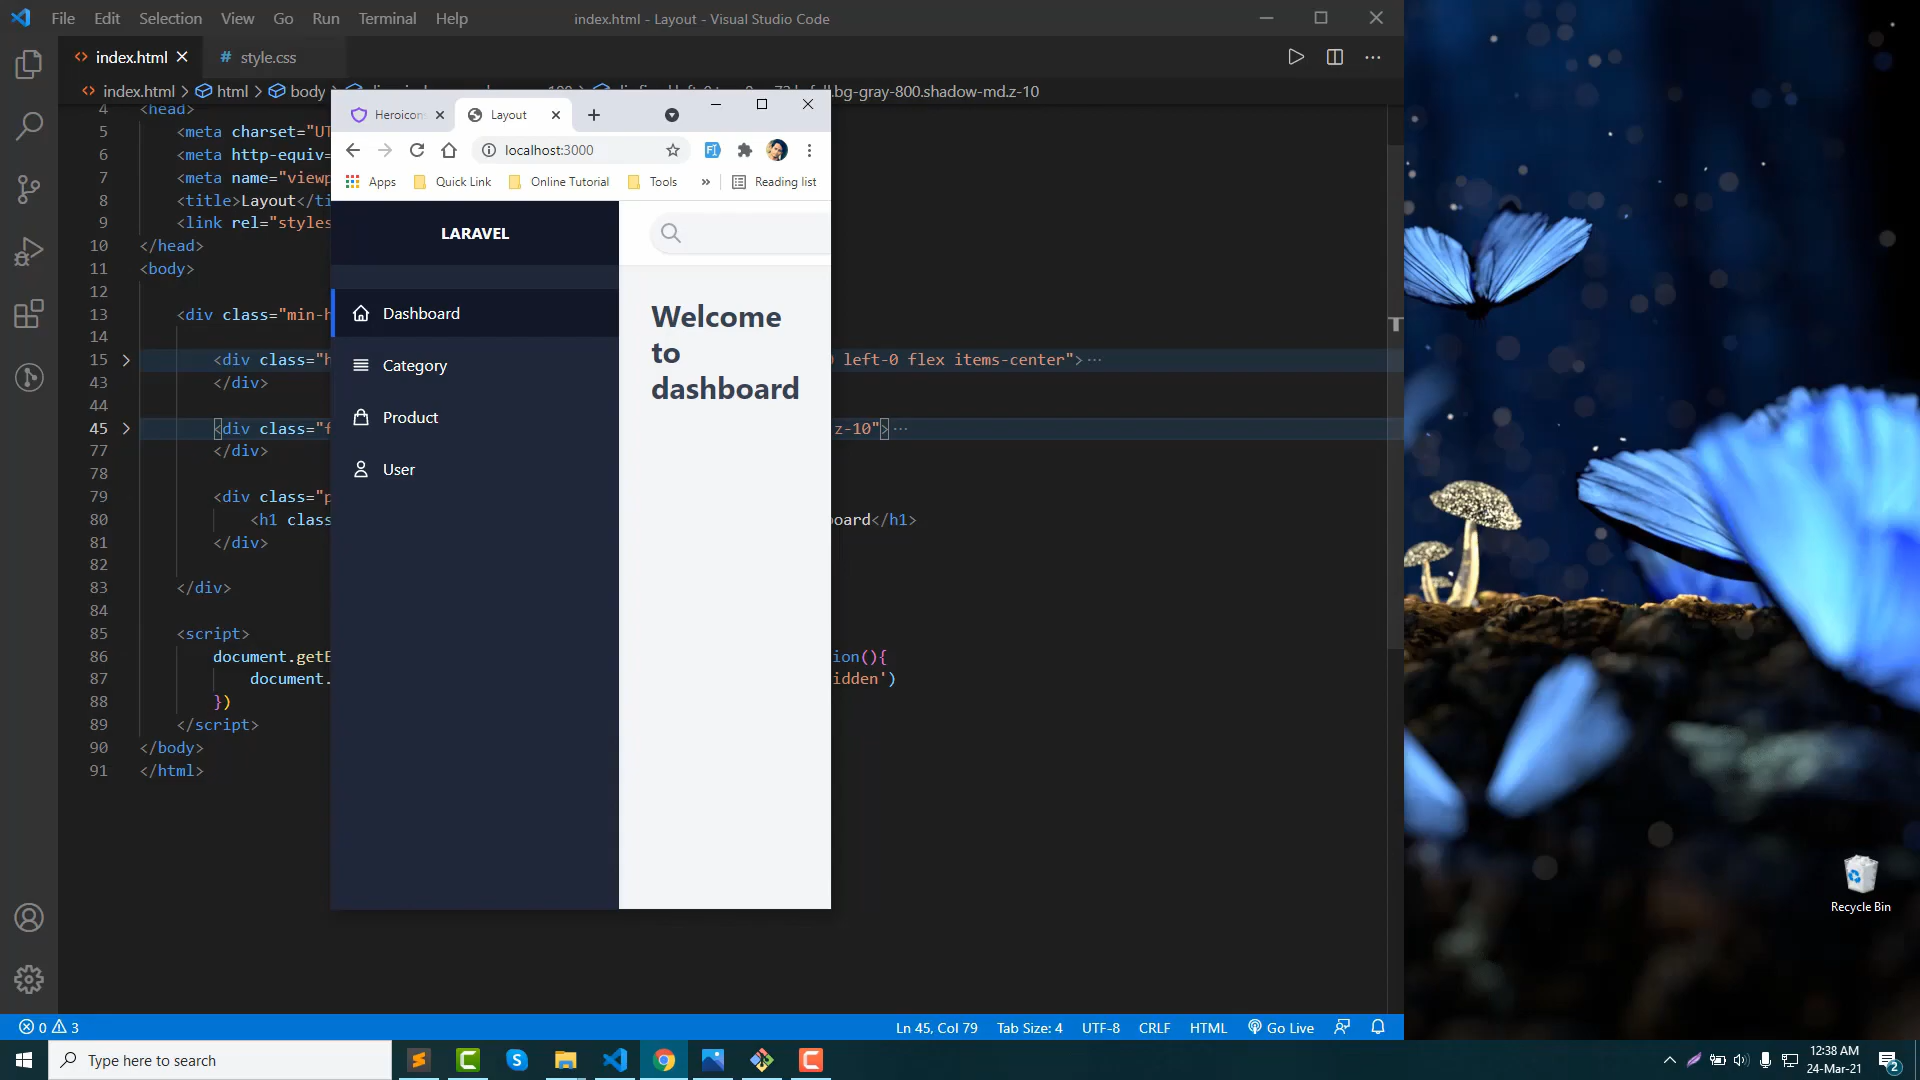 File Edit Selection View Go Run Terminal Help
index.html - Layout - Visual Studio Code
index.html
# style.css
index.html > html > body
.bg-gray-800.shadow-md.z-10
4 <head>
5 <meta charset="UT
6 <meta http-equiv=
7 <meta name="viewp
8 <title>Layout</ti
9 <link rel="styles
10 </head>
11 <body>
12
13 <div class="min-h
14
15 <div class="h
left-0 flex items-center">
43 </div>
44
45 <div class="f
z-10">
77 </div>
78
79 <div class="p
80 <h1 class
oard</h1>
81 </div>
82
83 </div>
84
85 <script>
86 document.getE
ion(){
87 document.
idden')
88 })
89 </script>
90 </body>
91 </html>
Heroicon
Layout
localhost:3000
Apps
Quick Link
Online Tutorial
Tools
»
Reading list
LARAVEL
Dashboard
Category
Product
User
Welcome
to
dashboard
Recycle Bin
0 3
Ln 45, Col 79 Tab Size: 4 UTF-8 CRLF HTML Go Live
Type here to search
12:38 AM
24-Mar-21
2